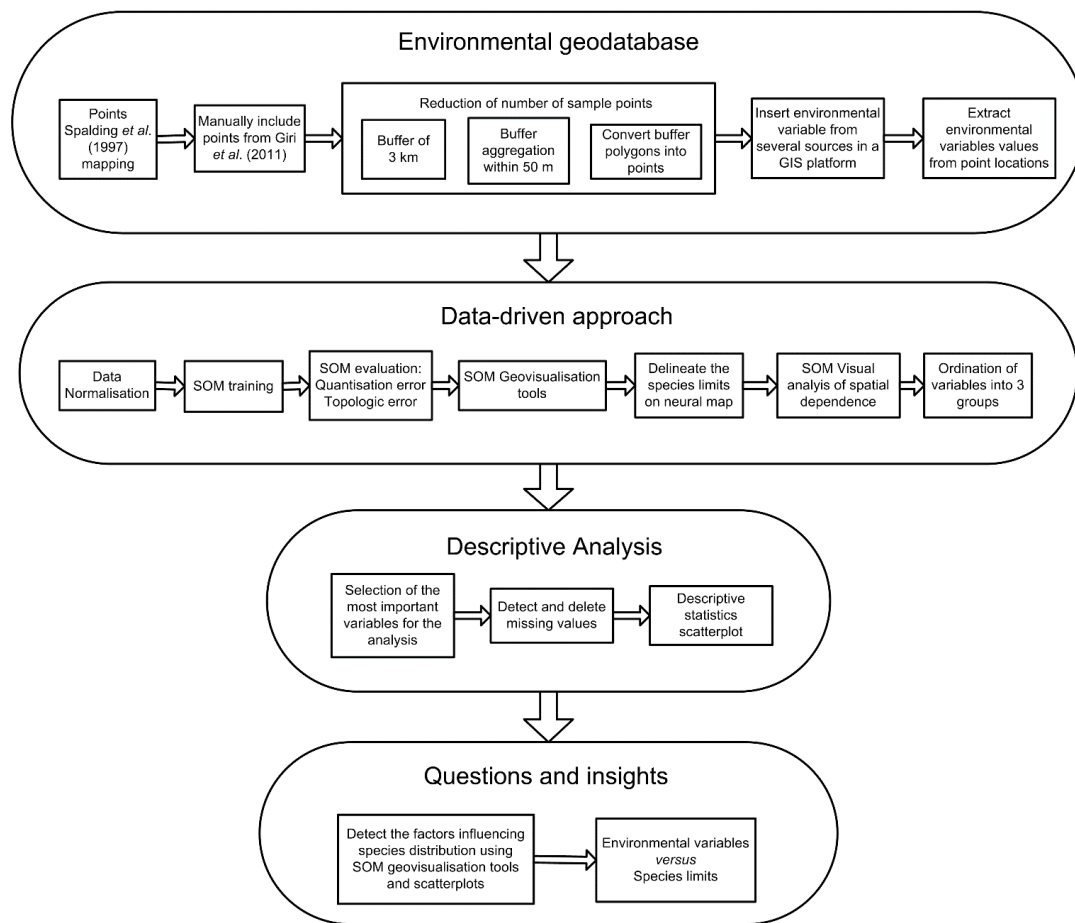 Environmental geodatabase
Points
Spalding et al.
(1997)
mapping
Manually include
points from Giri
et al. (2011)
Reduction of number of sample points
Buffer of
3 km
Buffer
aggregation
within 50 m
Convert buffer
polygons into
points
Insert environmental
variable from
several sources in a
GIS platform
Extract
environmental
variables values
from point locations
Data-driven approach
Data
Normalisation
SOM training
SOM evaluation:
Quantisation error
Topologic error
SOM Geovisualisation
tools
Delineate the
species limits
on neural map
SOM Visual
analyis of spatial
dependence
Ordination of
variables into 3
groups
Descriptive Analysis
Selection of the
most important
variables for the
analysis
Detect and delete
missing values
Descriptive
statistics
scatterplot
Questions and insights
Detect the factors influencing
species distribution using
SOM geovisualisation tools
and scatterplots
Environmental variables
versus
Species limits